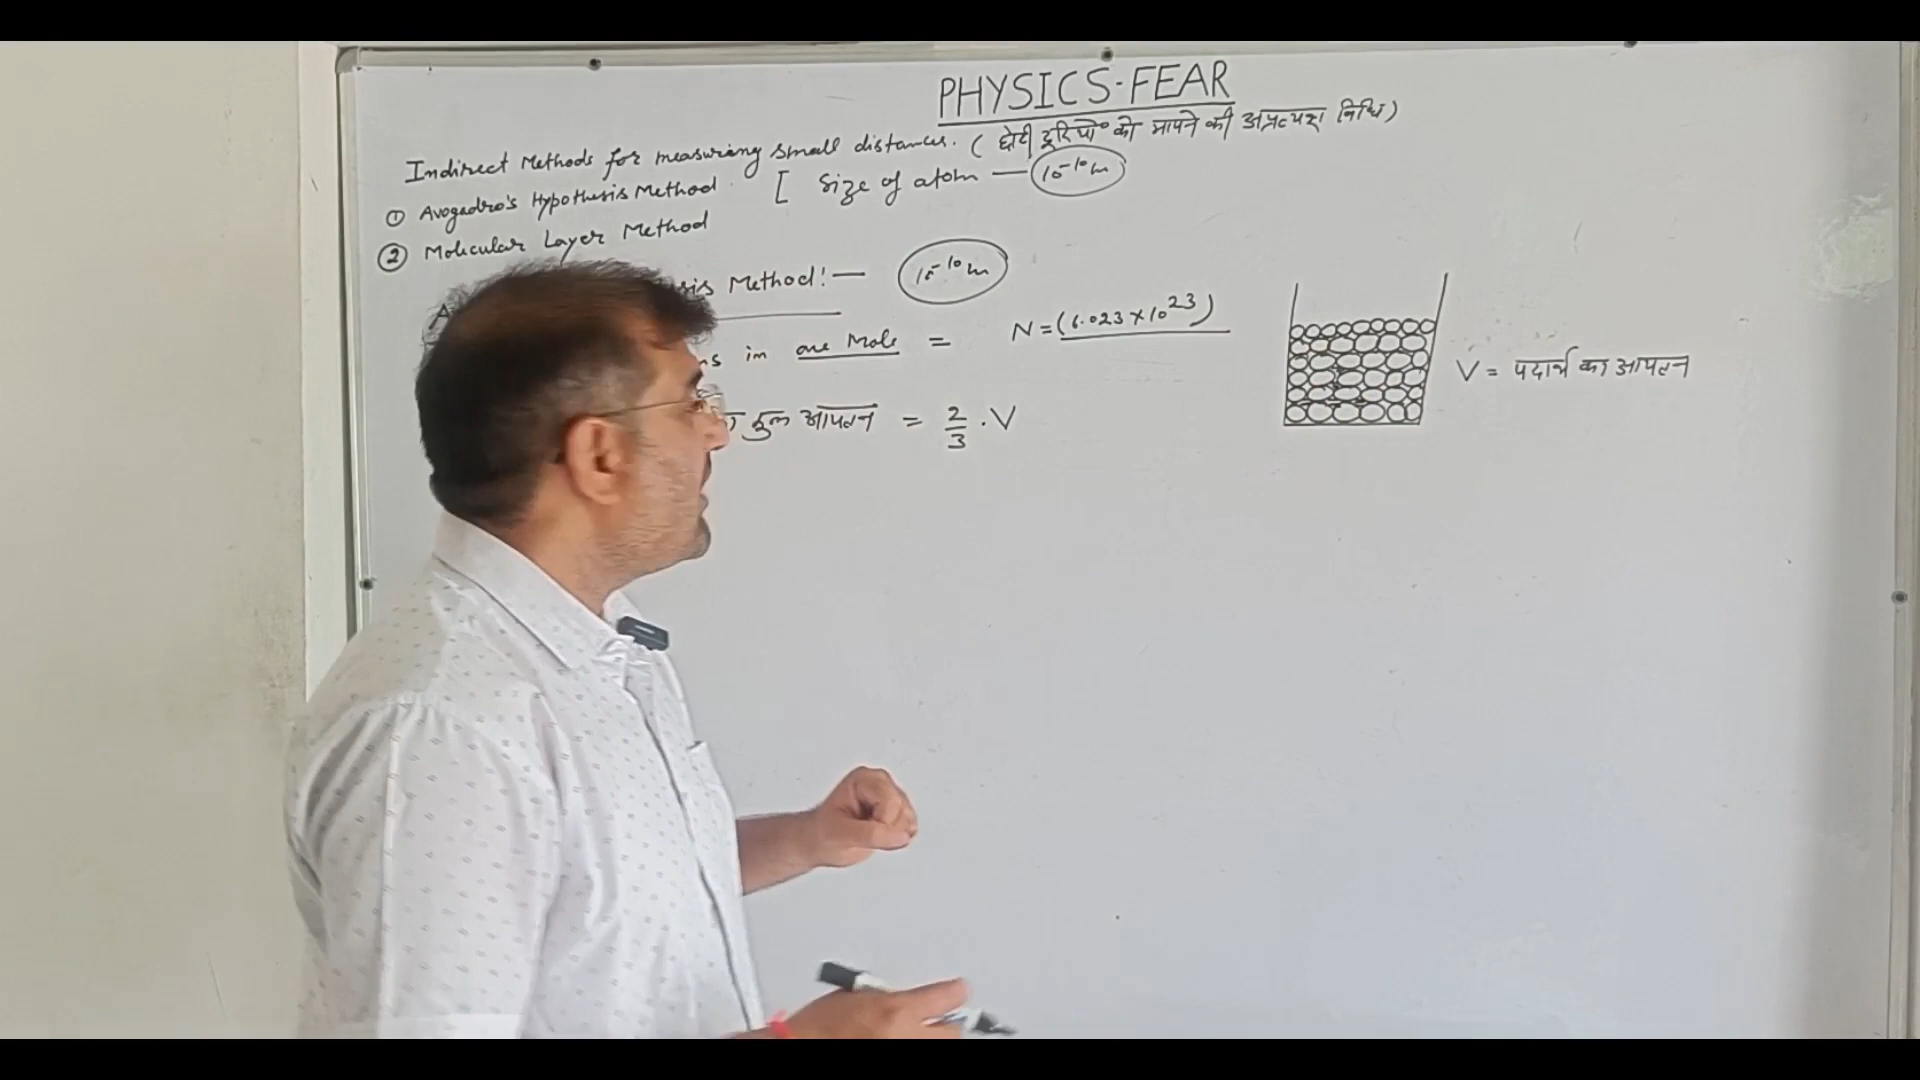 PHYSICS-FEAR
Indirect Methods for measuring small distances. ( छोटी दूरियों को मापने की अप्रत्यक्ष विधि )
① Avogadro's Hypothesis Method. [ Size of atom — 10⁻¹⁰m
② Molecular Layer Method
sis Method:— 10⁻¹⁰m
ns in one Mole = N = (6.023 × 10²³)
कुल आयतन = 2/3 . V
V = पदार्थ का आयतन